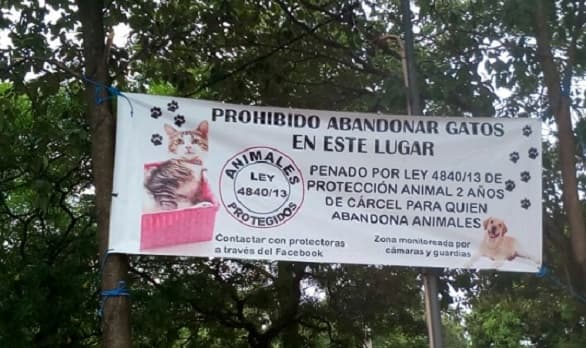 PROHIBIDO ABANDONAR GATOS
EN ESTE LUGAR
ANIMALES
LEY
4840/13
PROTEGIDOS
PENADO POR LEY 4840/13 DE
PROTECCIÓN ANIMAL 2 AÑOS
DE CÁRCEL PARA QUIEN
ABANDONA ANIMALES
Contactar con protectoras
a través del Facebook
Zona monitoreada por
cámaras y guardias